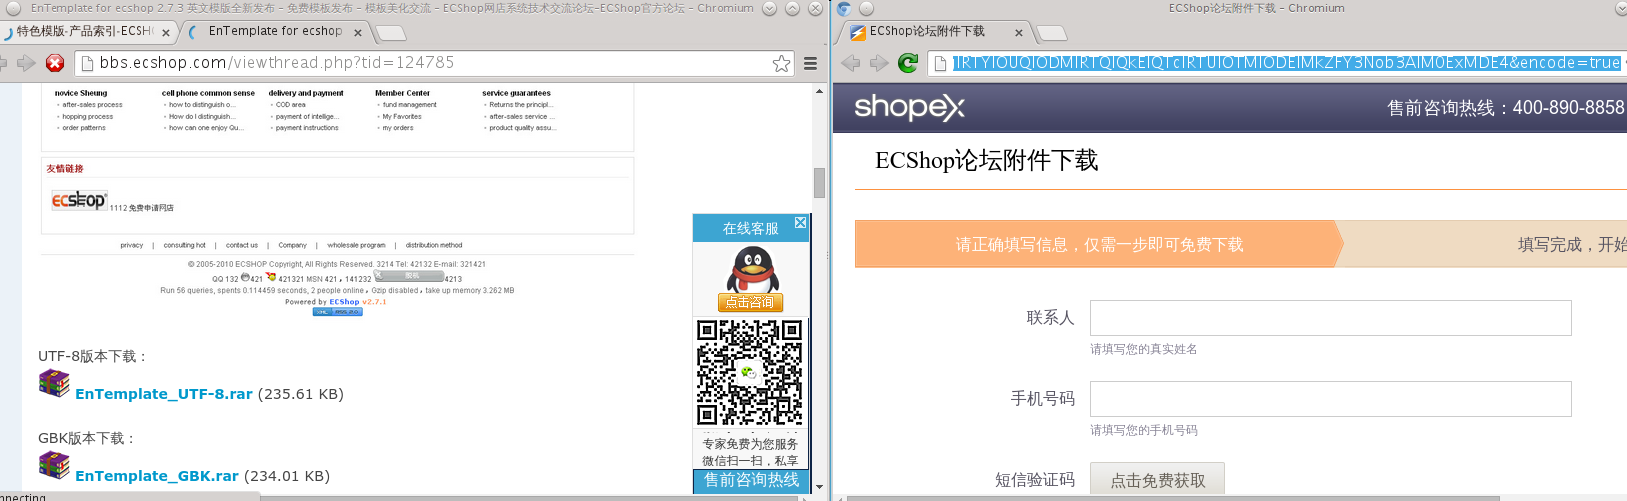 EnTemplate for ecshop 2.7.3 英文模版全新发布 - 免费模板发布 - 模板美化交流 - ECShop网店系统技术交流论坛-ECShop官方论坛 - Chromium
特色模版-产品索引-ECSH
EnTemplate for ecshop
bbs.ecshop.com/viewthread.php?tid=124785
novice Sheung
cell phone common sense
delivery and payment
Member Center
service guarantees
after-sales process
how to distinguish o...
COD area
fund management
Returns the principl...
hopping process
How do I distinguish...
payment of intellige...
My Favorites
after-sales service ...
order patterns
how can one enjoy Qu...
payment instructions
my orders
product quality assu...
友情链接
ECSHOP 1112 免费申请网店
privacy | consulting hot | contact us | Company | wholesale program | distribution method
© 2005-2010 ECSHOP Copyright, All Rights Reserved. 3214 Tel: 42132 E-mail: 321421
QQ 132 421 421321 MSN 421 , 141232 4213
Run 56 queries, spents 0.114459 seconds, 2 people online , Gzip disabled , take up memory 3.262 MB
Powered by ECShop v2.7.1
UTF-8版本下载：
EnTemplate_UTF-8.rar (235.61 KB)
GBK版本下载：
EnTemplate_GBK.rar (234.01 KB)
在线客服
点击咨询
专家免费为您服务
微信扫一扫，私享
售前咨询热线
nnecting
ECShop论坛附件下载 - Chromium
ECShop论坛附件下载
shopex
售前咨询热线：400-890-8858
ECShop论坛附件下载
请正确填写信息，仅需一步即可免费下载
填写完成，开始
联系人
请填写您的真实姓名
手机号码
请填写您的手机号码
短信验证码
点击免费获取